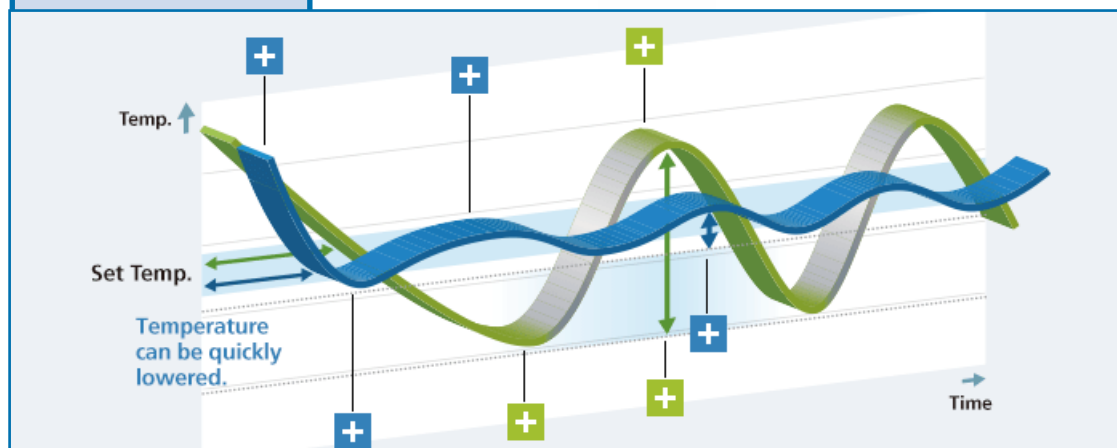 Temp.
Set Temp.
Temperature
can be quickly
lowered.
Time